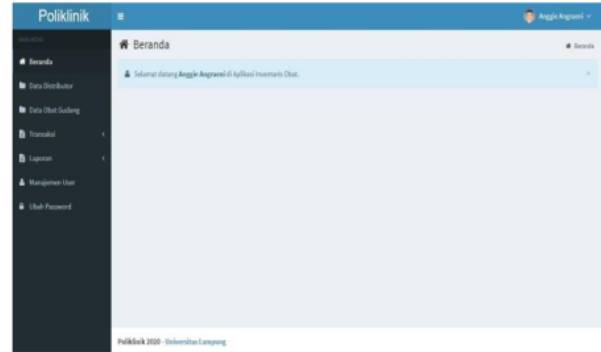 Poliklinik
Anggie Angraeni
Beranda
Beranda
Beranda
Selamat datang Anggie Angraeni di Aplikasi Inventaris Obat.
×
Data Distributor
Data Obat Gudang
Transaksi
Laporan
Manajemen User
Ubah Password
Poliklinik 2020 - Universitas Lampung